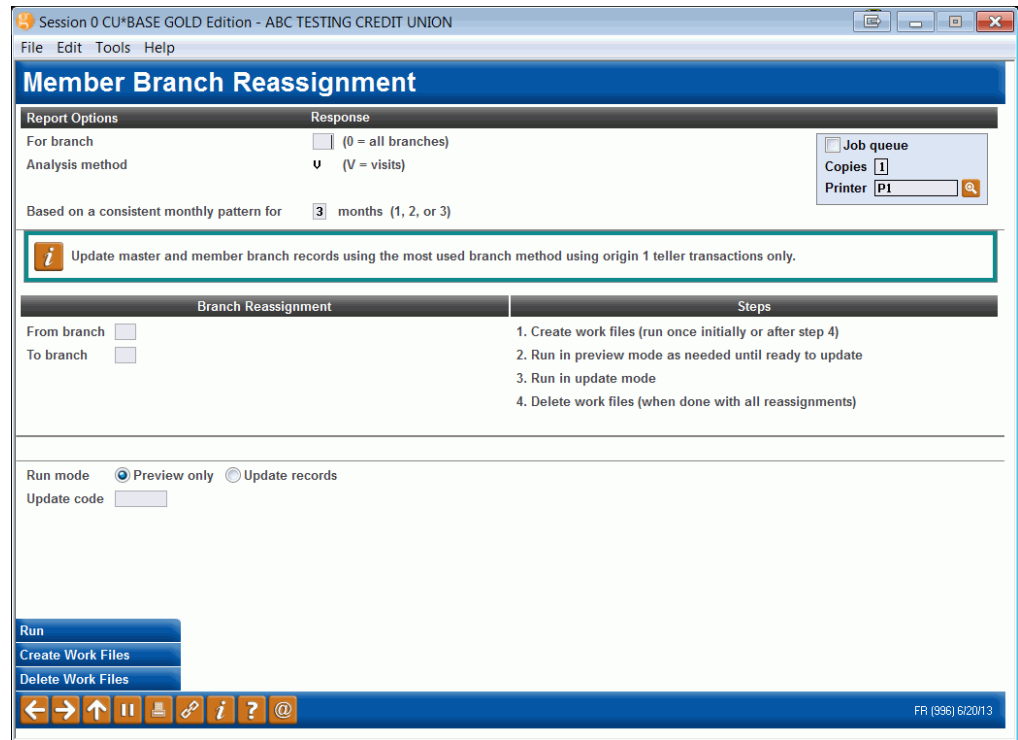 Session 0 CU*BASE GOLD Edition - ABC TESTING CREDIT UNION
File Edit Tools Help
Member Branch Reassignment
Report Options Response
For branch (0 = all branches)
Analysis method V (V = visits)
Based on a consistent monthly pattern for 3 months (1, 2, or 3)
Job queue
Copies 1
Printer P1
i Update master and member branch records using the most used branch method using origin 1 teller transactions only.
Branch Reassignment
From branch
To branch
Steps
1. Create work files (run once initially or after step 4)
2. Run in preview mode as needed until ready to update
3. Run in update mode
4. Delete work files (when done with all reassignments)
Run mode Preview only Update records
Update code
Run
Create Work Files
Delete Work Files
i ? @
FR (996) 6/20/13